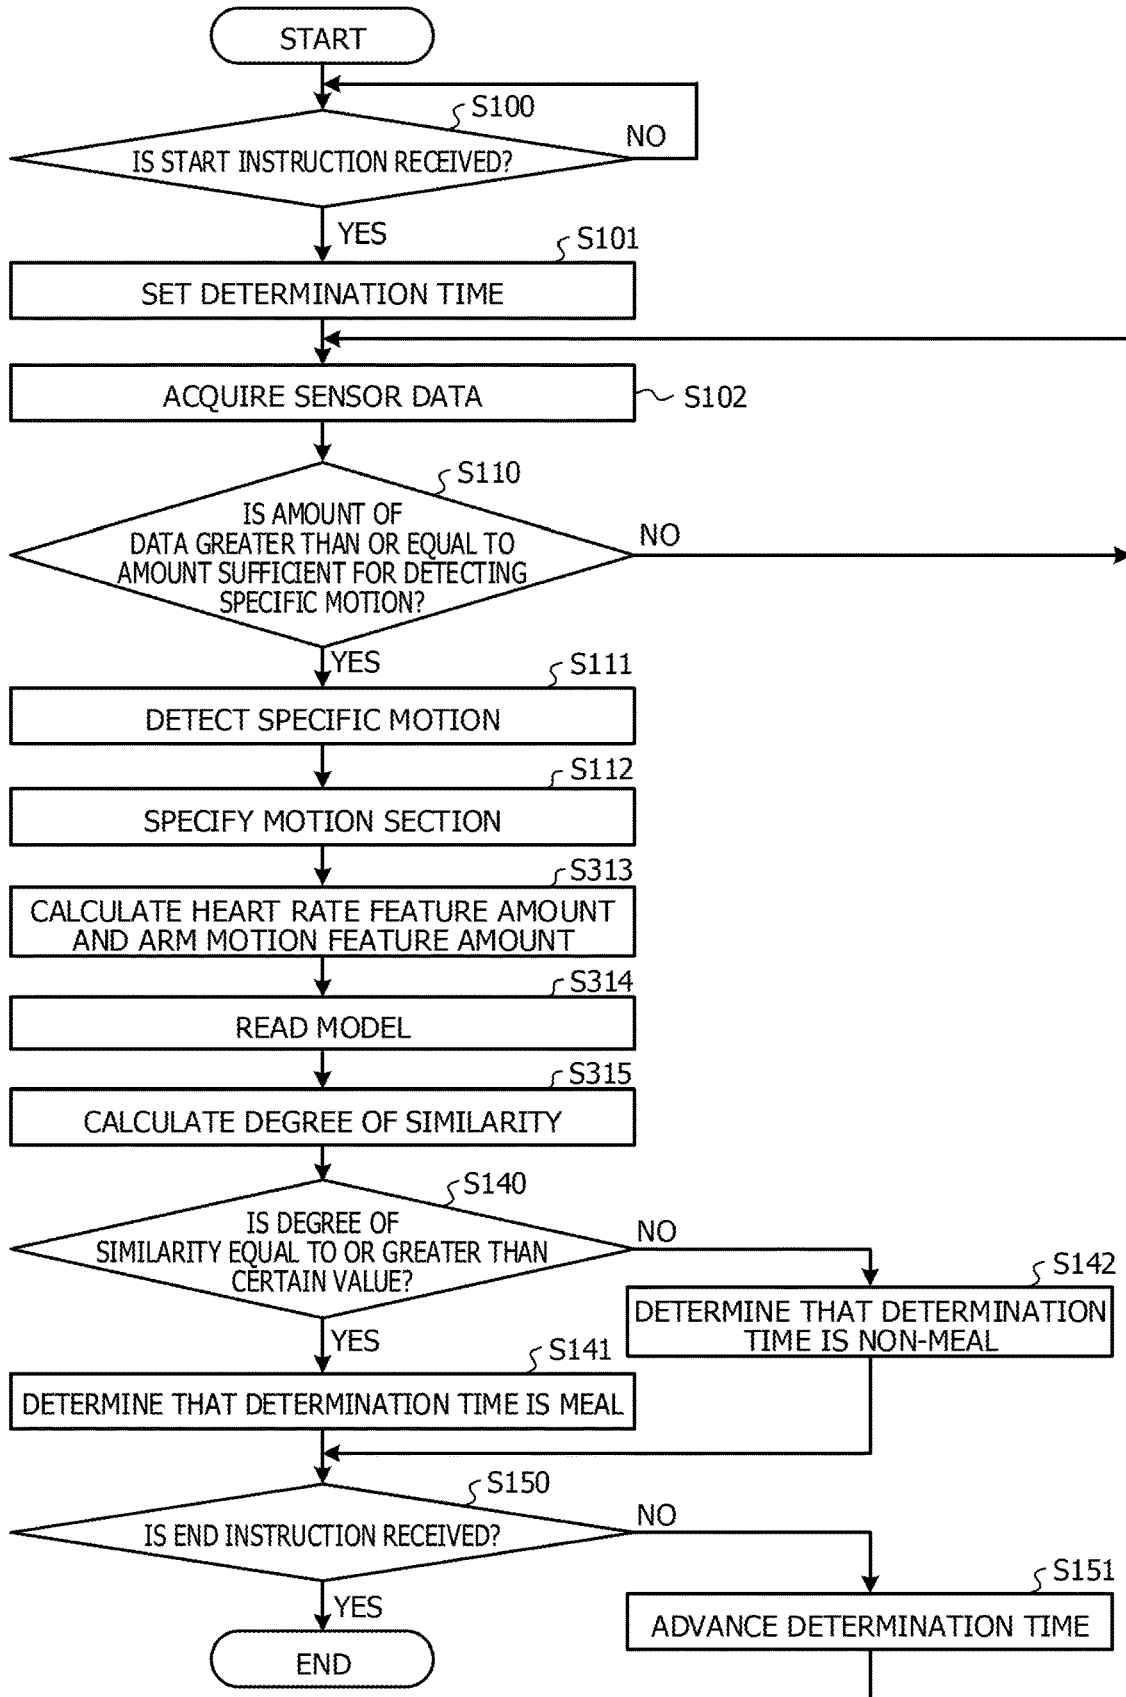 START
S100
NO
IS START INSTRUCTION RECEIVED?
YES
S101
SET DETERMINATION TIME
ACQUIRE SENSOR DATA
S102
S110
IS AMOUNT OF
DATA GREATER THAN OR EQUAL TO
AMOUNT SUFFICIENT FOR DETECTING
SPECIFIC MOTION?
NO
YES
S111
DETECT SPECIFIC MOTION
S112
SPECIFY MOTION SECTION
S313
CALCULATE HEART RATE FEATURE AMOUNT
AND ARM MOTION FEATURE AMOUNT
S314
READ MODEL
S315
CALCULATE DEGREE OF SIMILARITY
S140
IS DEGREE OF
SIMILARITY EQUAL TO OR GREATER THAN
CERTAIN VALUE?
NO
S142
DETERMINE THAT DETERMINATION
TIME IS NON-MEAL
YES
S141
DETERMINE THAT DETERMINATION TIME IS MEAL
S150
IS END INSTRUCTION RECEIVED?
NO
S151
ADVANCE DETERMINATION TIME
YES
END